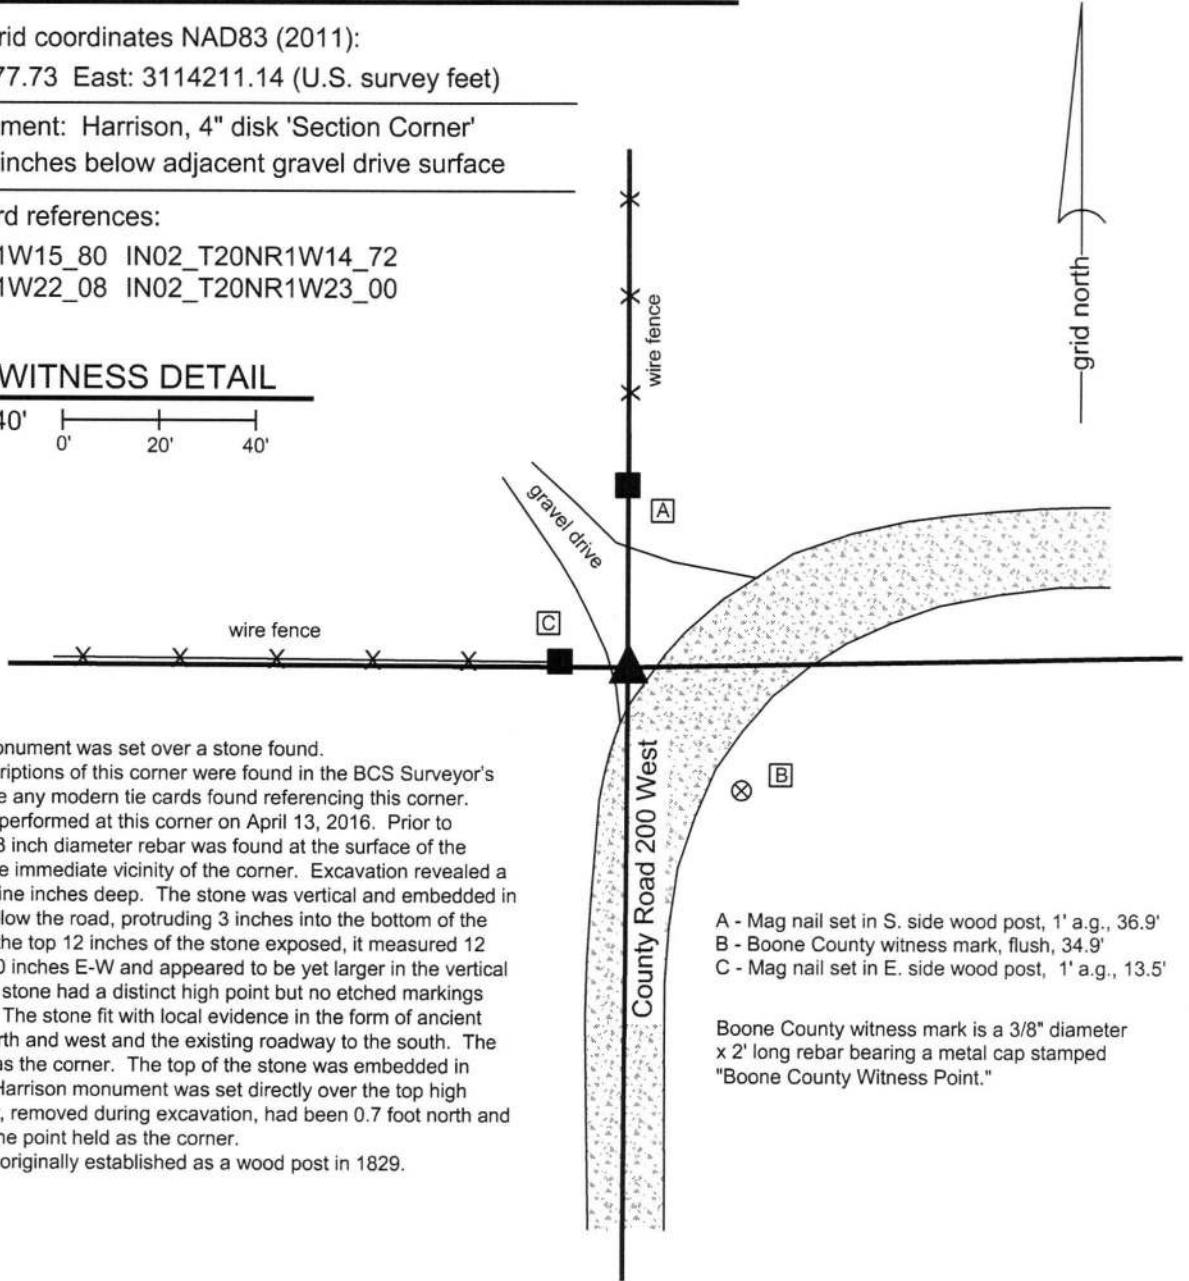 rid coordinates NAD83 (2011):
77.73 East: 3114211.14 (U.S. survey feet)
ment: Harrison, 4" disk 'Section Corner'
inches below adjacent gravel drive surface
rd references:
1W15_80 IN02_T20NR1W14_72
1W22_08 IN02_T20NR1W23_00
WITNESS DETAIL
40'
0' 20' 40'
grid north
wire fence
gravel drive
A
C
wire fence
B
County Road 200 West
onument was set over a stone found.
riptions of this corner were found in the BCS Surveyor's
e any modern tie cards found referencing this corner.
performed at this corner on April 13, 2016. Prior to
8 inch diameter rebar was found at the surface of the
e immediate vicinity of the corner. Excavation revealed a
ine inches deep. The stone was vertical and embedded in
low the road, protruding 3 inches into the bottom of the
the top 12 inches of the stone exposed, it measured 12
0 inches E-W and appeared to be yet larger in the vertical
stone had a distinct high point but no etched markings
The stone fit with local evidence in the form of ancient
rth and west and the existing roadway to the south. The
as the corner. The top of the stone was embedded in
Harrison monument was set directly over the top high
, removed during excavation, had been 0.7 foot north and
he point held as the corner.
originally established as a wood post in 1829.
A - Mag nail set in S. side wood post, 1' a.g., 36.9'
B - Boone County witness mark, flush, 34.9'
C - Mag nail set in E. side wood post, 1' a.g., 13.5'
Boone County witness mark is a 3/8" diameter
x 2' long rebar bearing a metal cap stamped
"Boone County Witness Point."